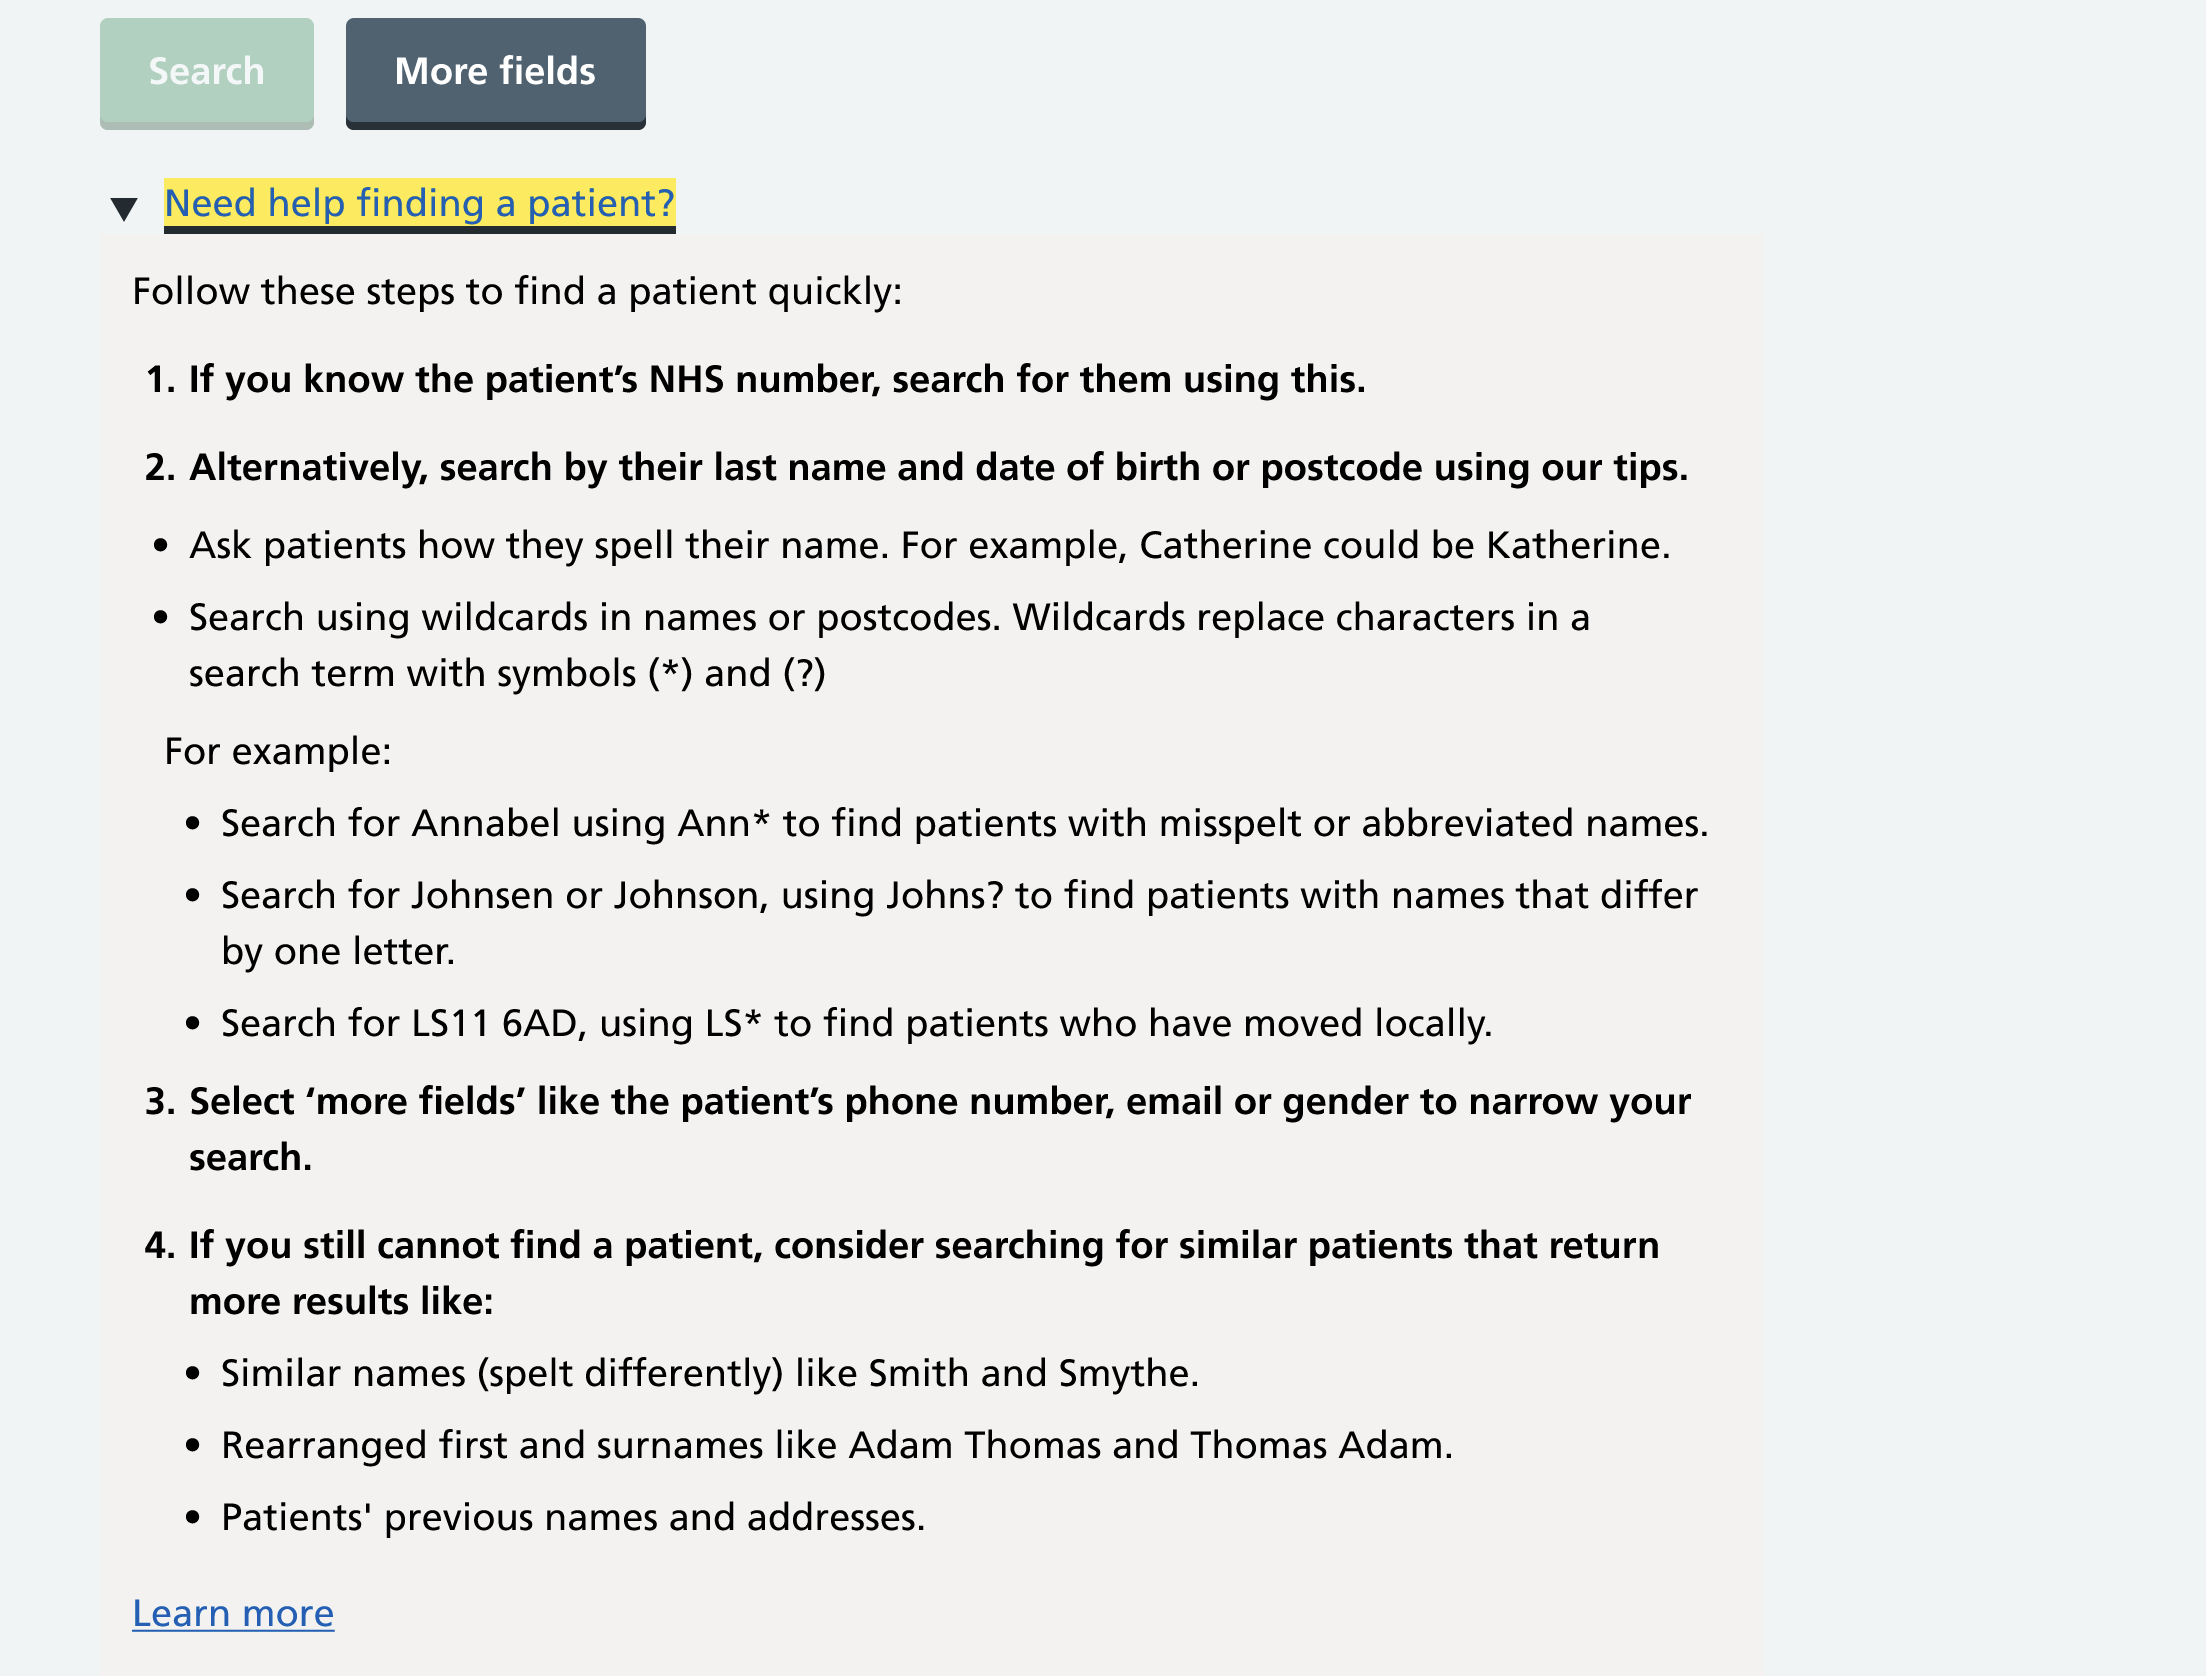 Search
More fields
▼ Need help finding a patient?
Follow these steps to find a patient quickly:
1. If you know the patient’s NHS number, search for them using this.
2. Alternatively, search by their last name and date of birth or postcode using our tips.
• Ask patients how they spell their name. For example, Catherine could be Katherine.
• Search using wildcards in names or postcodes. Wildcards replace characters in a
search term with symbols (*) and (?)
For example:
• Search for Annabel using Ann* to find patients with misspelt or abbreviated names.
• Search for Johnsen or Johnson, using Johns? to find patients with names that differ
by one letter.
• Search for LS11 6AD, using LS* to find patients who have moved locally.
3. Select ‘more fields’ like the patient’s phone number, email or gender to narrow your
search.
4. If you still cannot find a patient, consider searching for similar patients that return
more results like:
• Similar names (spelt differently) like Smith and Smythe.
• Rearranged first and surnames like Adam Thomas and Thomas Adam.
• Patients' previous names and addresses.
Learn more